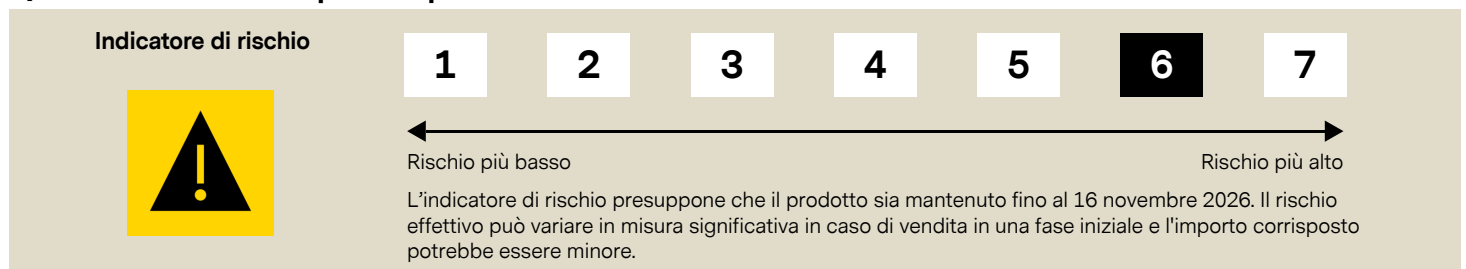 Indicatore di rischio
1 2 3 4 5 6 7
Rischio più basso Rischio più alto
L'indicatore di rischio presuppone che il prodotto sia mantenuto fino al 16 novembre 2026. Il rischio
effettivo può variare in misura significativa in caso di vendita in una fase iniziale e l'importo corrisposto
potrebbe essere minore.